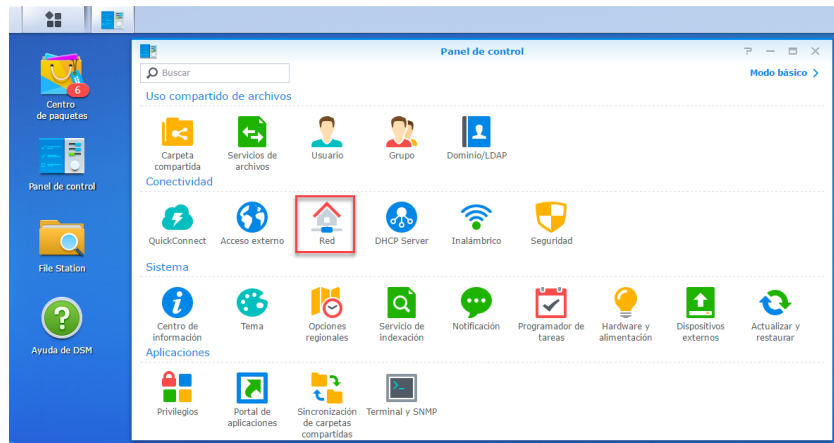 Panel de control
Buscar
Modo básico
Uso compartido de archivos
6
Centro
de paquetes
Carpeta
compartida
Servicios de
archivos
Usuario
Grupo
Dominio/LDAP
Panel de control
Conectividad
QuickConnect
Acceso externo
Red
DHCP Server
Inalámbrico
Seguridad
File Station
Sistema
Centro de
información
Tema
Opciones
regionales
Servicio de
indexación
Notificación
Programador de
tareas
Hardware y
alimentación
Dispositivos
externos
Actualizar y
restaurar
Ayuda de DSM
Aplicaciones
Privilegios
Portal de
aplicaciones
Sincronización
de carpetas
compartidas
Terminal y SNMP